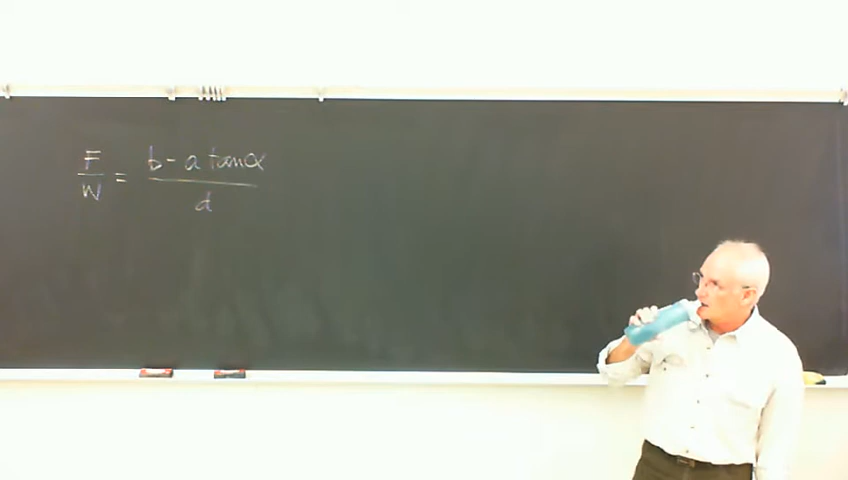 F/W = (b - a tanα)/d